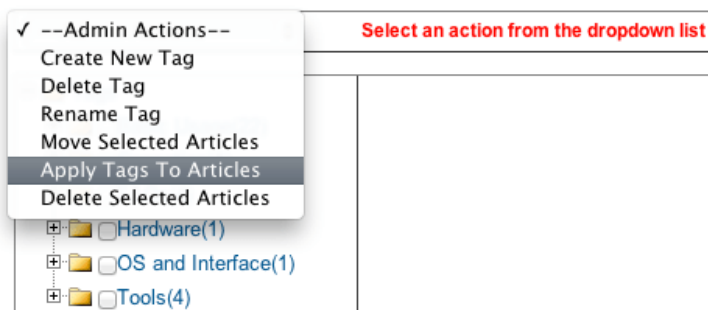 ✓ --Admin Actions--
Select an action from the dropdown list
Create New Tag
Delete Tag
Rename Tag
Move Selected Articles
Apply Tags To Articles
Delete Selected Articles
Hardware(1)
OS and Interface(1)
Tools(4)